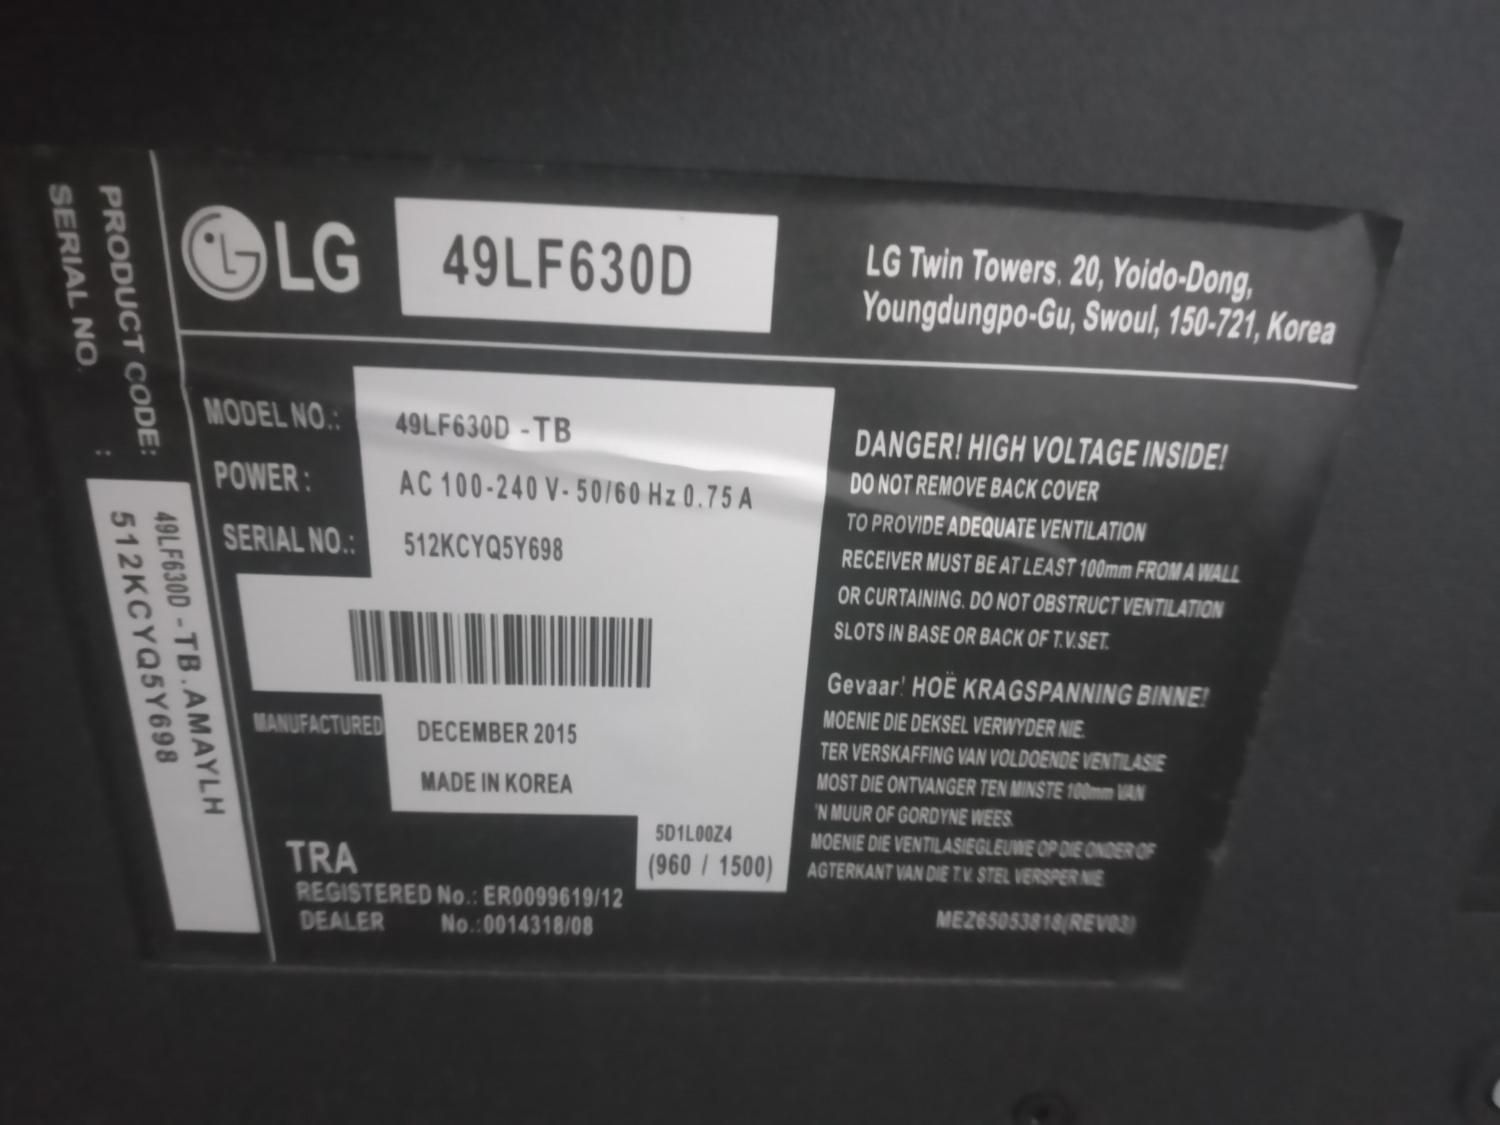 PRODUCT CODE:
SERIAL NO. :
49LF630D -TB.AMAYLH
512KCYQ5Y698
LG
49LF630D
LG Twin Towers. 20, Yoido-Dong,
Youngdungpo-Gu, Swoul, 150-721, Korea
MODEL NO.: 49LF630D -TB
POWER : AC 100-240 V- 50/60 Hz 0.75 A
SERIAL NO.: 512KCYQ5Y698
MANUFACTURED DECEMBER 2015
MADE IN KOREA
5D1L00Z4
(960 / 1500)
TRA
REGISTERED No.: ER0099619/12
DEALER No.:0014318/08
DANGER! HIGH VOLTAGE INSIDE!
DO NOT REMOVE BACK COVER
TO PROVIDE ADEQUATE VENTILATION
RECEIVER MUST BE AT LEAST 100mm FROM A WALL
OR CURTAINING. DO NOT OBSTRUCT VENTILATION
SLOTS IN BASE OR BACK OF T.V.SET.
Gevaar! HOË KRAGSPANNING BINNE!
MOENIE DIE DEKSEL VERWYDER NIE.
TER VERSKAFFING VAN VOLDOENDE VENTILASIE
MOST DIE ONTVANGER TEN MINSTE 100mm VAN
'N MUUR OF GORDYNE WEES.
MOENIE DIE VENTILASIEGLEUWE OP DIE ONDER OF
AGTERKANT VAN DIE T.V. STEL VERSPER NIE.
MEZ65053818(REV03)